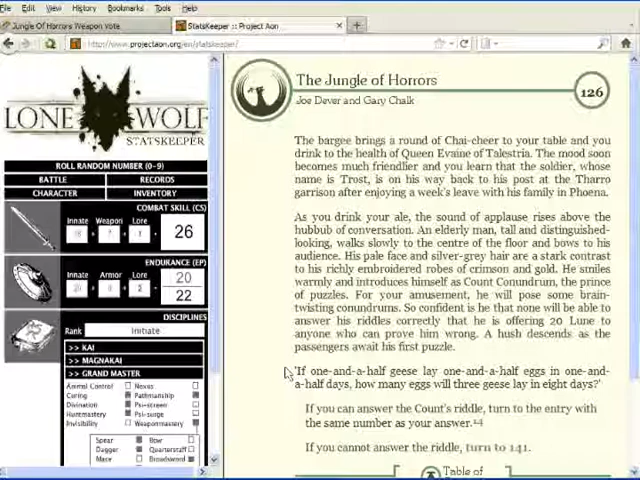 File Edit View History Bookmarks Tools Help
Jungle Of Horrors Weapon Vote
StatsKeeper :: Project Aon
http://www.projectaon.org/en/statskeeper/
LONE WOLF
STATSKEEPER
ROLL RANDOM NUMBER (0-9)
BATTLE RECORDS
CHARACTER INVENTORY
COMBAT SKILL (CS)
Innate Weapon Lore
26
ENDURANCE (EP)
Innate Armor Lore
20
22
DISCIPLINES
Rank Initiate
>> KAI
>> MAGNAKAI
>> GRAND MASTER
Animal Control Nexus
Curing Pathmanship
Divination Psi-screen
Huntmastery Psi-surge
Invisibility Weaponmastery
Spear Bow
Dagger Quarterstaff
Mace Broadsword
The Jungle of Horrors
Joe Dever and Gary Chalk
126
The bargee brings a round of Chai-cheer to your table and you
drink to the health of Queen Evaine of Talestria. The mood soon
becomes much friendlier and you learn that the soldier, whose
name is Trost, is on his way back to his post at the Tharro
garrison after enjoying a week's leave with his family in Phoena.
As you drink your ale, the sound of applause rises above the
hubbub of conversation. An elderly man, tall and distinguished-
looking, walks slowly to the centre of the floor and bows to his
audience. His pale face and silver-grey hair are a stark contrast
to his richly embroidered robes of crimson and gold. He smiles
warmly and introduces himself as Count Conundrum, the prince
of puzzles. For your amusement, he will pose some brain-
twisting conundrums. So confident is he that none will be able to
answer his riddles correctly that he is offering 20 Lune to
anyone who can prove him wrong. A hush descends as the
passengers await his first puzzle.
'If one-and-a-half geese lay one-and-a-half eggs in one-and-
a-half days, how many eggs will three geese lay in eight days?'
If you can answer the Count's riddle, turn to the entry with
the same number as your answer.
If you cannot answer the riddle, turn to 141.
Table of